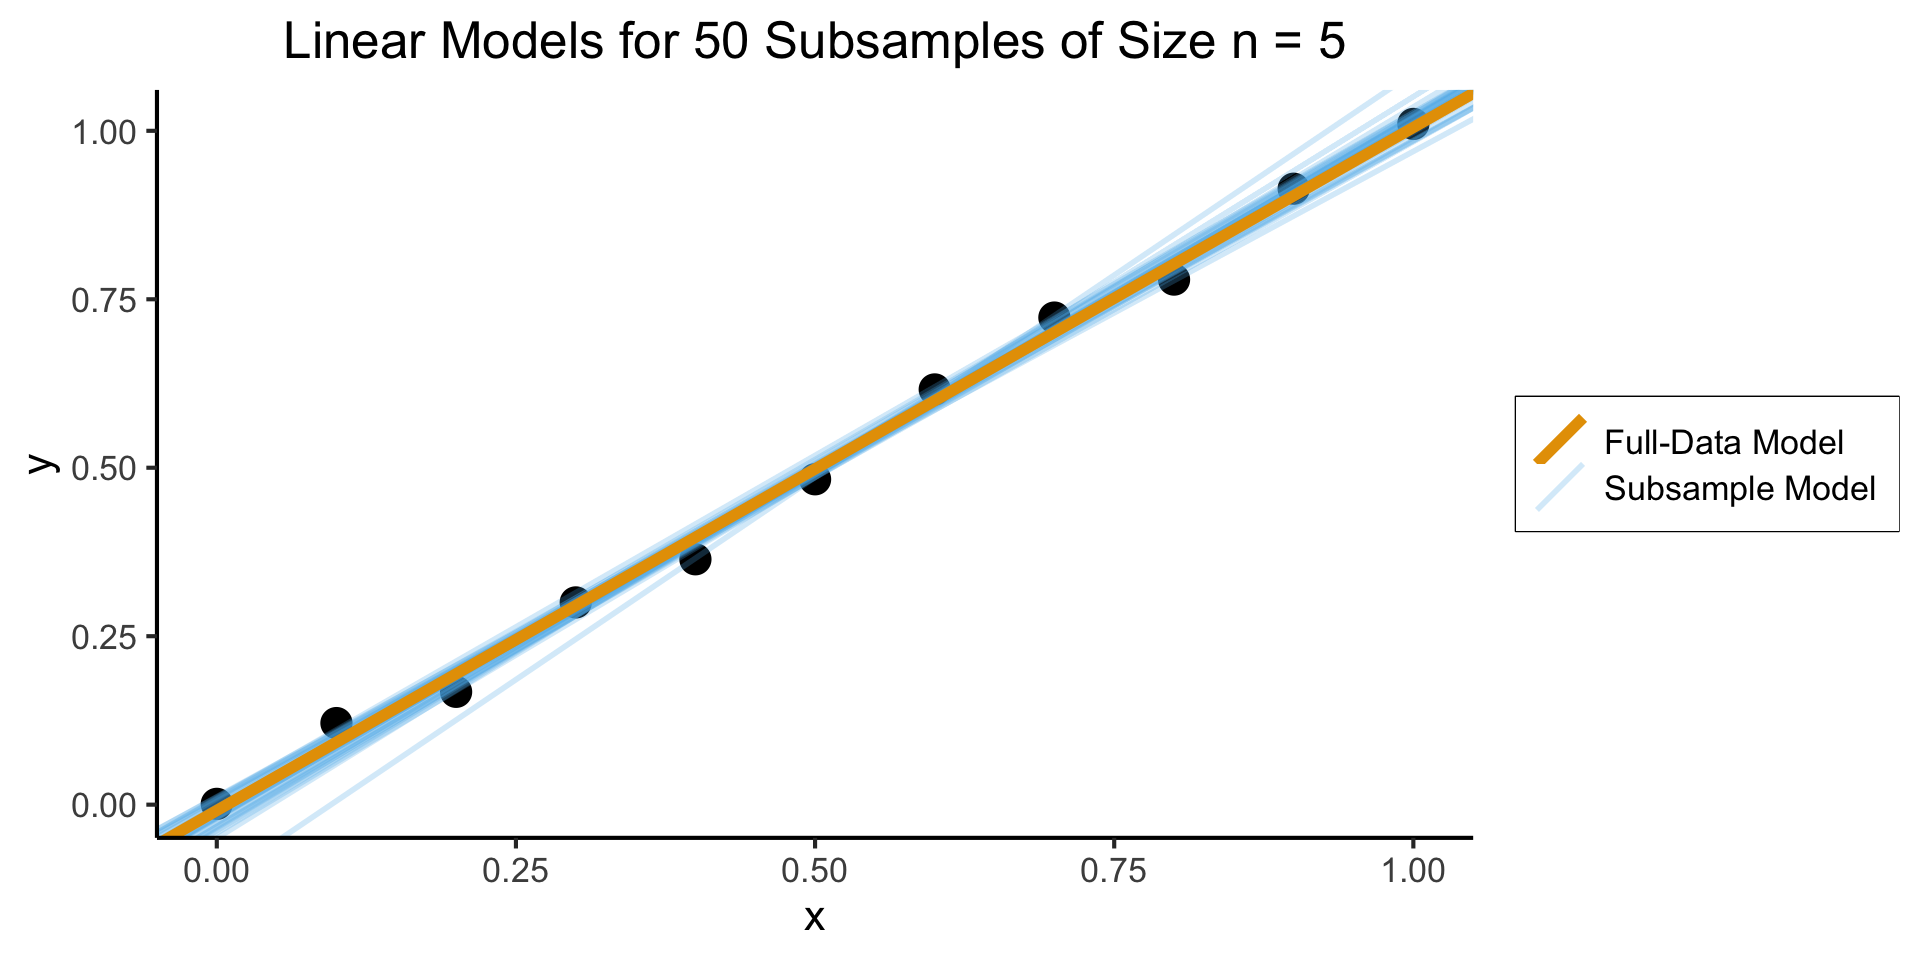 Linear Models for 50 Subsamples of Size n = 5
1.00
0.75
0.50
0.25
0.00
y
0.00 0.25 0.50 0.75 1.00
x
Full-Data Model
Subsample Model